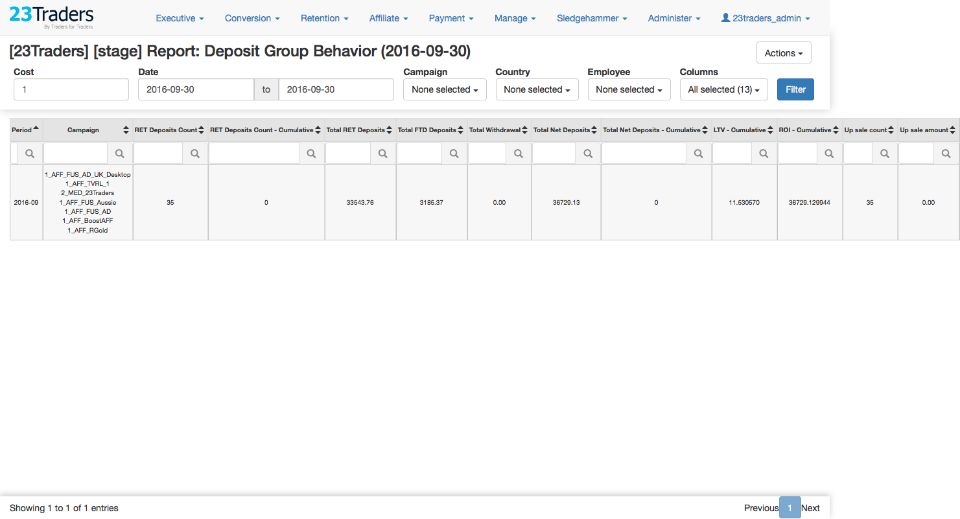 23Traders
By Traders for Traders
Executive Conversion Retention Affiliate Payment Manage Sledgehammer Administer 23traders_admin
[23Traders] [stage] Report: Deposit Group Behavior (2016-09-30)
Actions
Cost Date Campaign Country Employee Columns
1 2016-09-30 to 2016-09-30 None selected None selected None selected All selected (13) Filter
Period Campaign RET Deposits Count RET Deposits Count - Cumulative Total RET Deposits Total FTD Deposits Total Withdrawal Total Net Deposits Total Net Deposits - Cumulative LTV - Cumulative ROI - Cumulative Up sale count Up sale amount
1_AFF_FUS_AD_UK_Desktop
1_AFF_TVRL_1
2_MED_23Traders
2016-09 1_AFF_FUS_Aussie 35 0 33543.76 3185.37 0.00 36729.13 0 11.530570 36729.129944 35 0.00
1_AFF_FUS_AD
1_AFF_BoostAFF
1_AFF_RGold
Showing 1 to 1 of 1 entries
Previous 1 Next